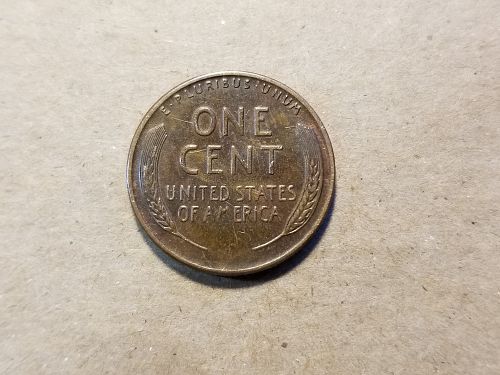 E · PLURIBUS · UNUM
ONE
CENT
UNITED STATES
OF AMERICA